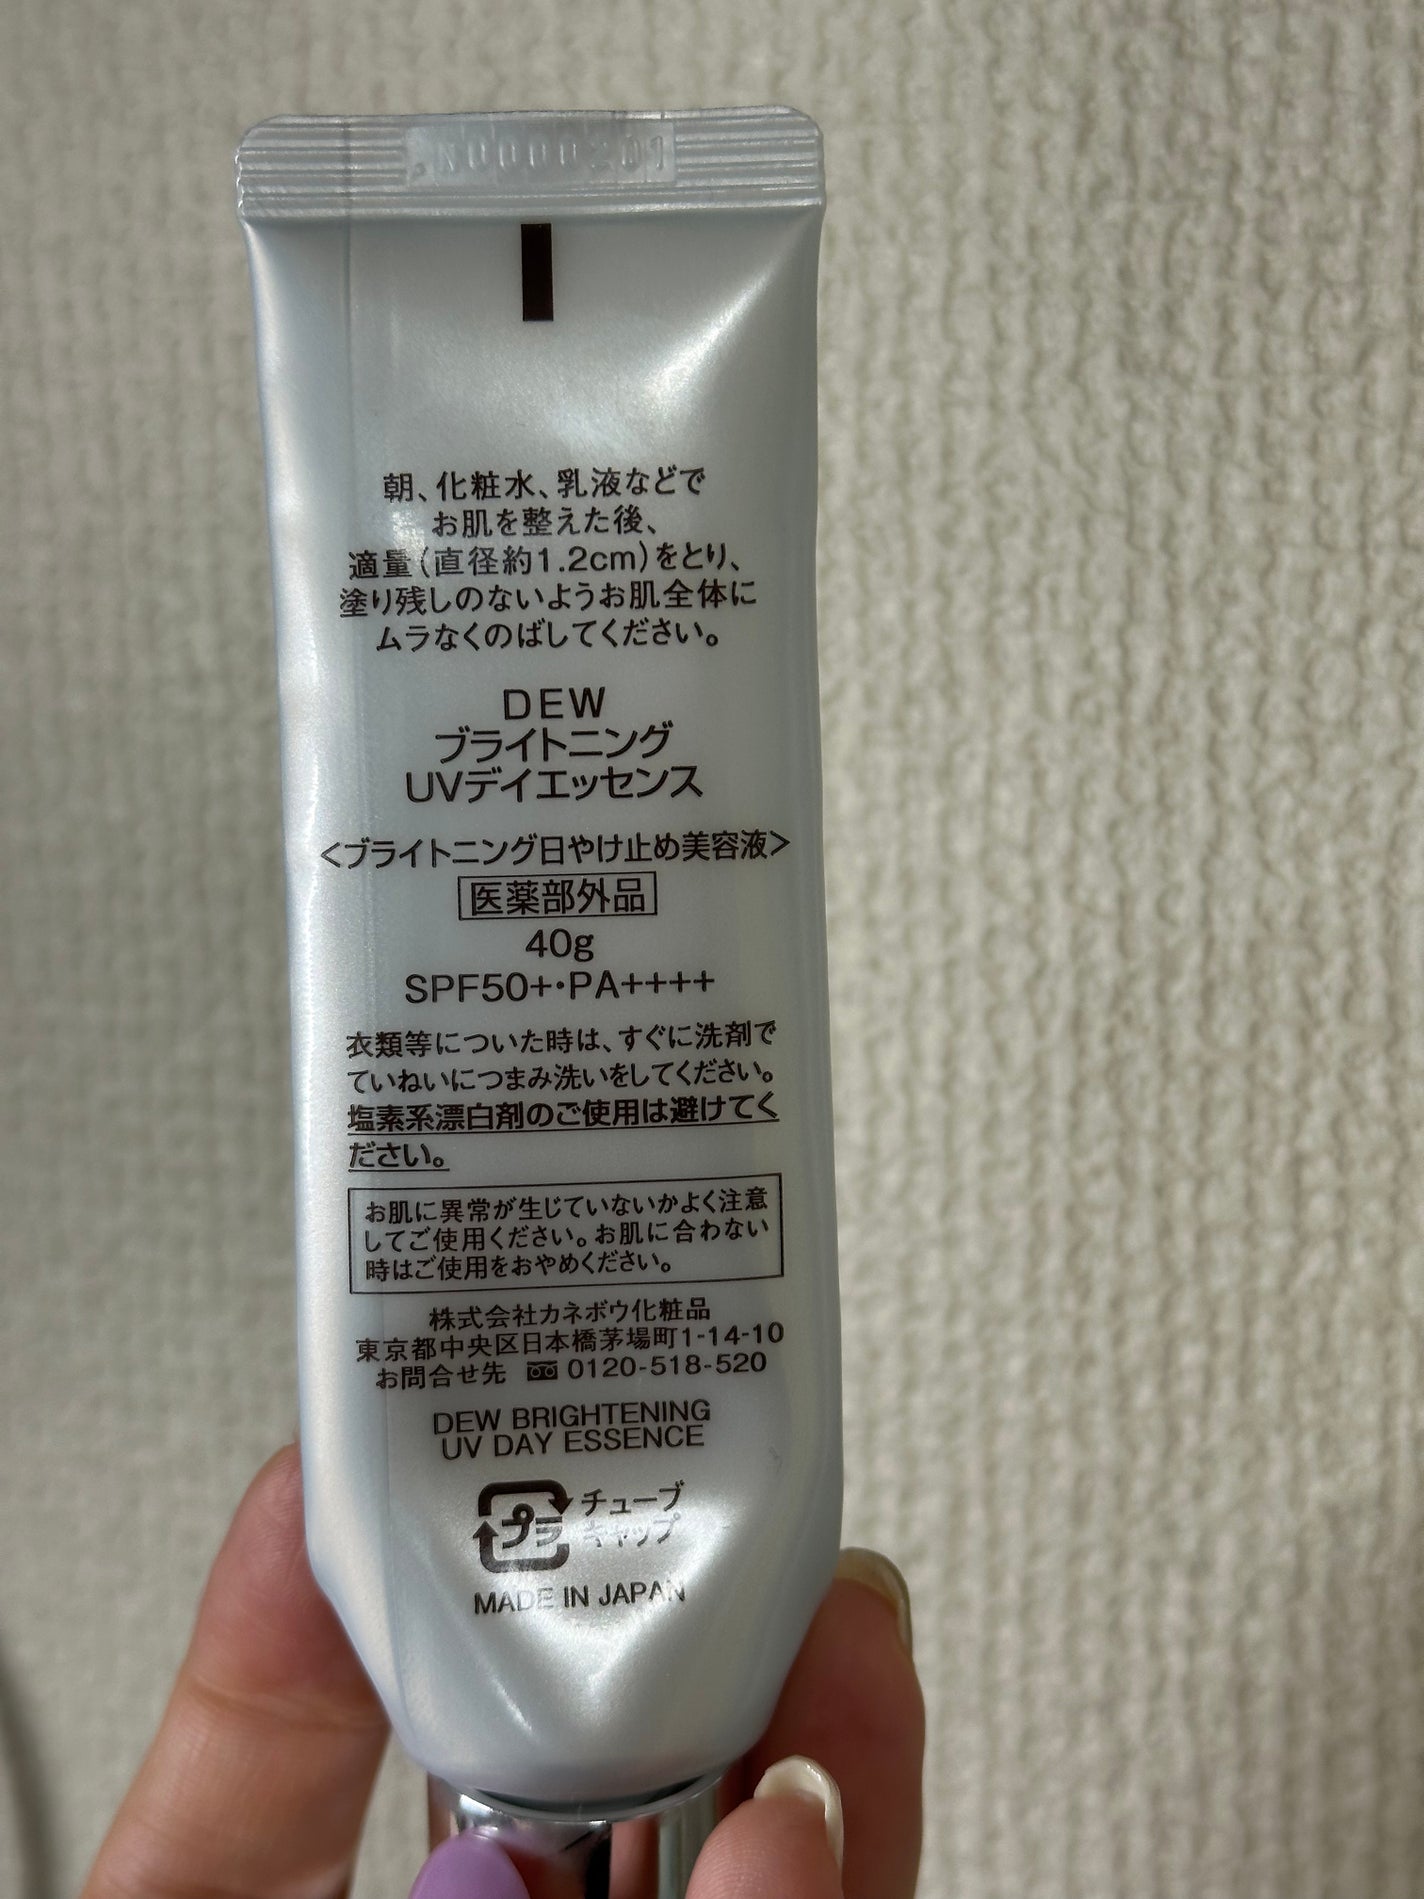 朝、化粧水、乳液などで
お肌を整えた後、
適量（直径約1.2cm）をとり、
塗り残しのないようお肌全体に
ムラなくのばしてください。
DEW
ブライトニング
UVデイエッセンス
<ブライトニング日やけ止め美容液>
医薬部外品
40g
SPF50+・PA++++
衣類等についた時は、すぐに洗剤で
ていねいにつまみ洗いをしてください。
塩素系漂白剤のご使用は避けてく
ださい。
お肌に異常が生じていないかよく注意
してご使用ください。お肌に合わない
時はご使用をおやめください。
株式会社カネボウ化粧品
東京都中央区日本橋茅場町1-14-10
お問合せ先 0120-518-520
DEW BRIGHTENING
UV DAY ESSENCE
プラ チューブ
キャップ
MADE IN JAPAN